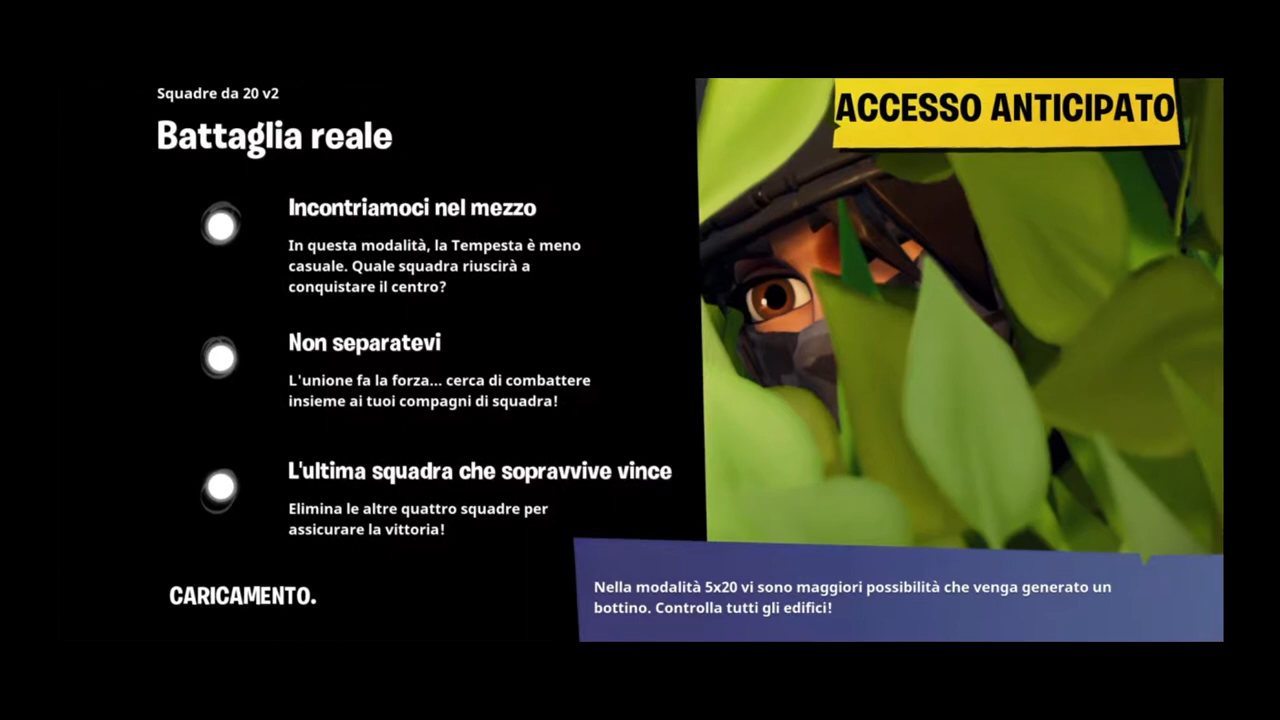 Squadre da 20 v2
Battaglia reale
Incontriamoci nel mezzo
In questa modalità, la Tempesta è meno
casuale. Quale squadra riuscirà a
conquistare il centro?
Non separatevi
L'unione fa la forza... cerca di combattere
insieme ai tuoi compagni di squadra!
L'ultima squadra che sopravvive vince
Elimina le altre quattro squadre per
assicurare la vittoria!
CARICAMENTO.
ACCESSO ANTICIPATO
Nella modalità 5x20 vi sono maggiori possibilità che venga generato un
bottino. Controlla tutti gli edifici!